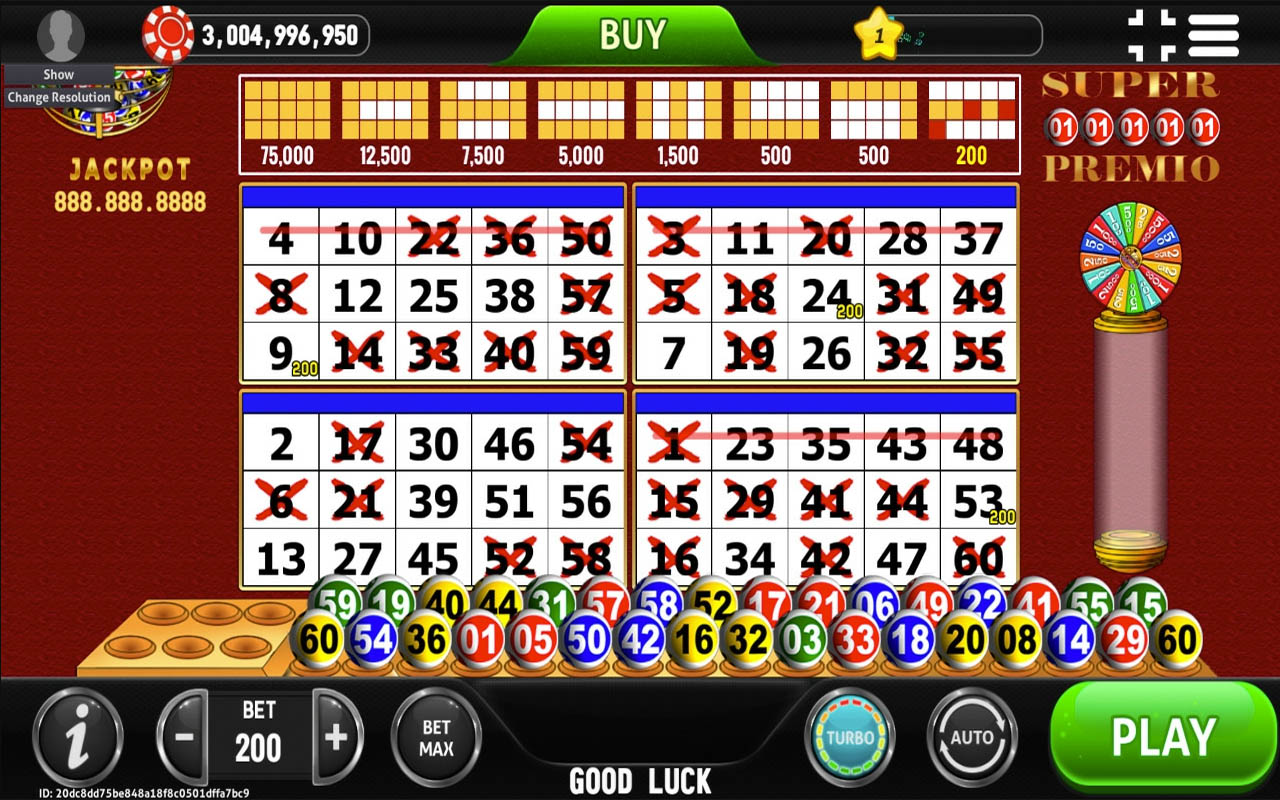 3,004,996,950
BUY
1
Show
Change Resolution
JACKPOT
888.888.8888
75,000 12,500 7,500 5,000 1,500 500 500 200
SUPER
01 01 01 01 01
PREMIO
4 10 22 36 50
8 12 25 38 57
9 200 14 33 40 59
3 11 20 28 37
5 18 24 200 31 49
7 19 26 32 55
2 17 30 46 54
6 21 39 51 56
13 27 45 52 58
1 23 35 43 48
15 29 41 44 53 200
16 34 42 47 60
59 19 40 44 31 57 58 52 17 21 06 49 22 41 55 15
60 54 36 01 05 50 42 16 32 03 33 18 20 08 14 29 60
i
- BET +
200
BET
MAX
TURBO
AUTO
PLAY
GOOD LUCK
ID: 20dc8dd75be848a18f8c0501dffa7bc9